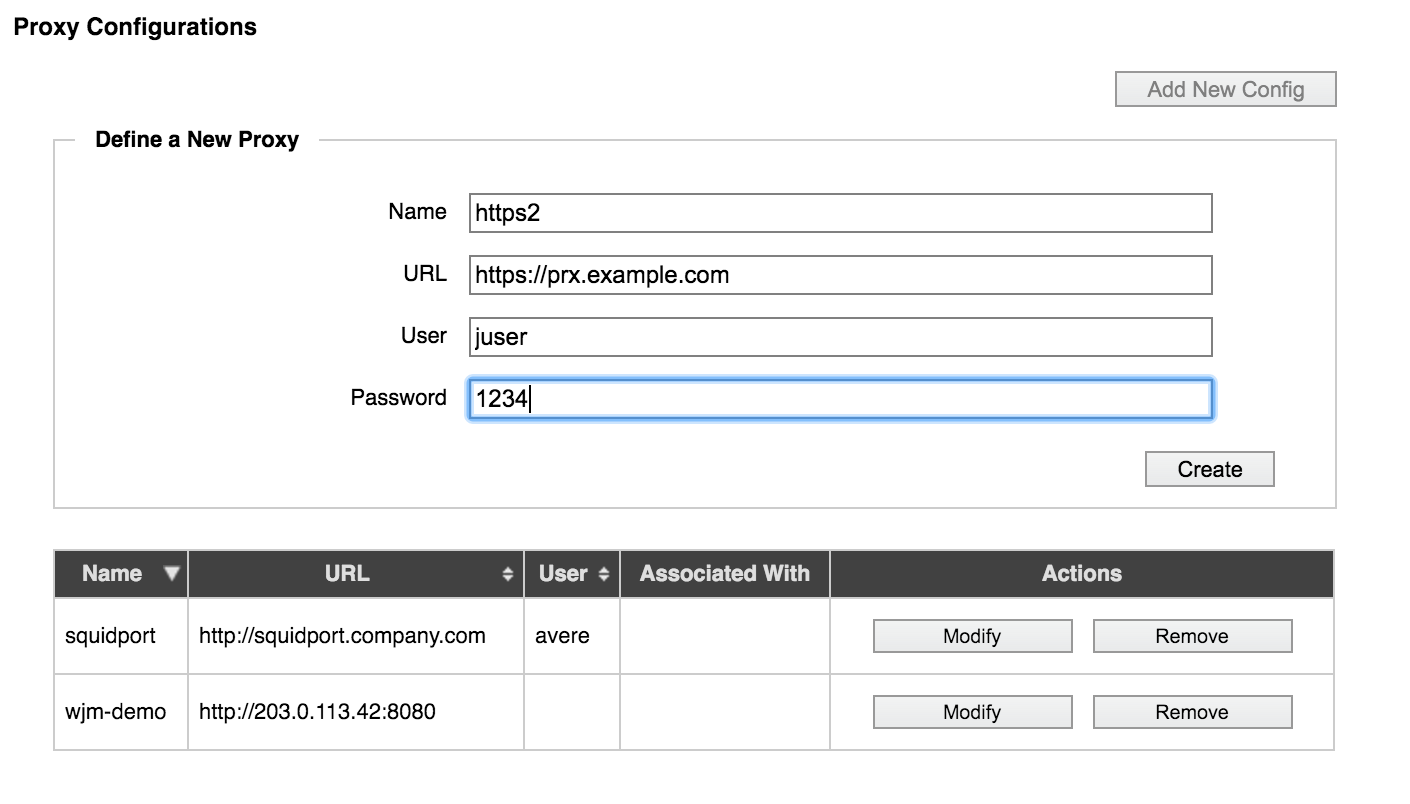 Proxy Configurations
Add New Config
Define a New Proxy
Name https2
URL https://prx.example.com
User juser
Password 1234
Create
Name URL User Associated With Actions
squidport http://squidport.company.com avere Modify Remove
wjm-demo http://203.0.113.42:8080 Modify Remove